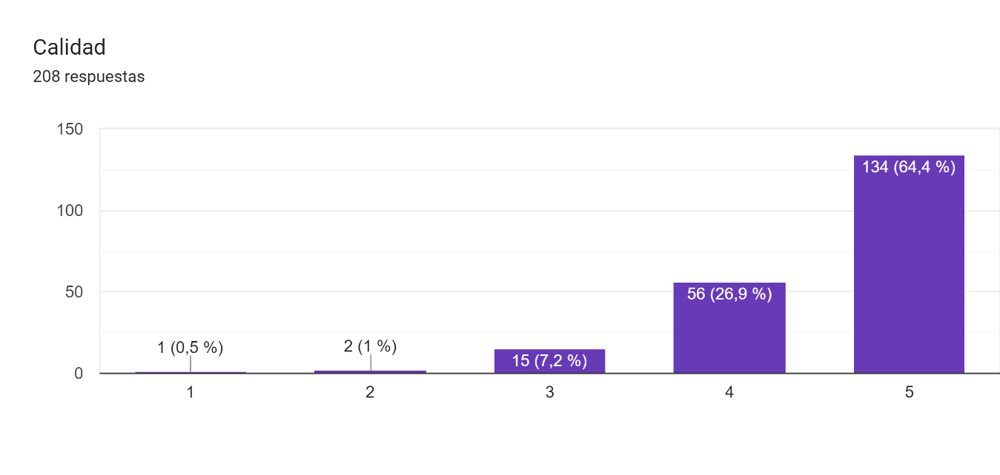 Calidad
208 respuestas
150
100
50
0
1 (0,5 %)
2 (1 %)
15 (7,2 %)
56 (26,9 %)
134 (64,4 %)
1
2
3
4
5